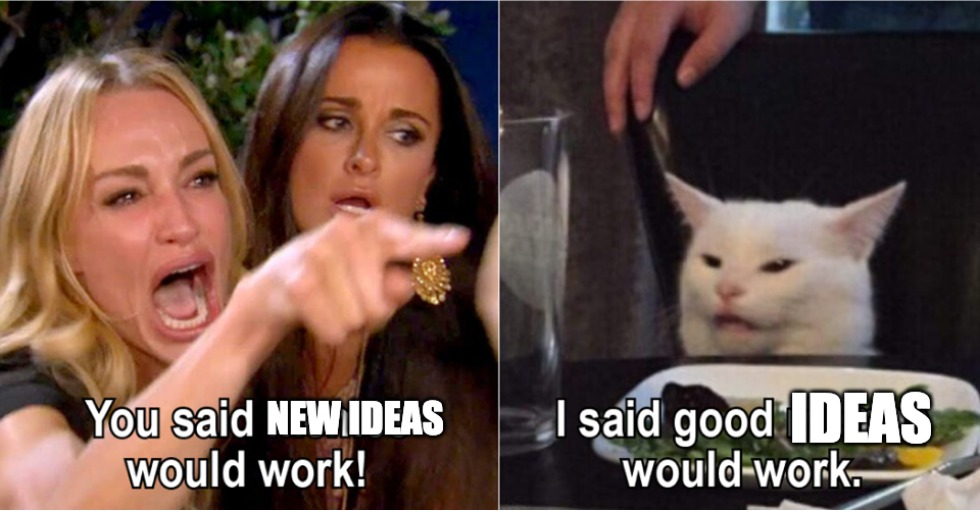 You said NEW IDEAS
would work!
I said good IDEAS
would work.